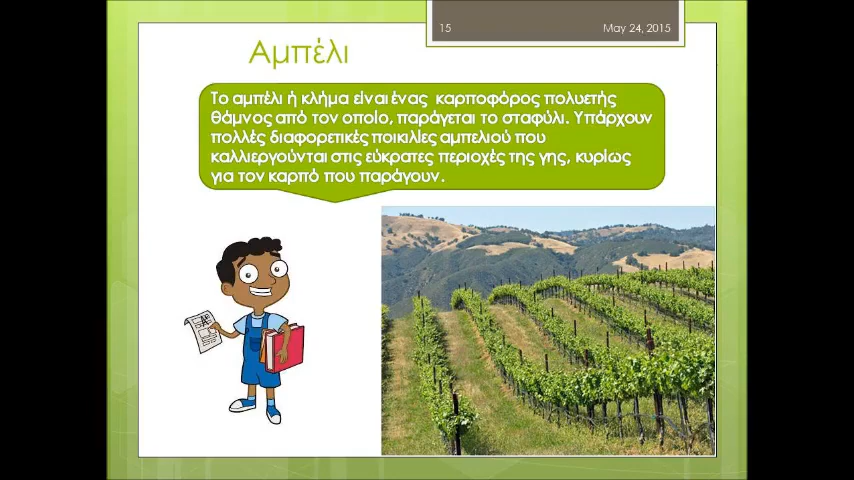 15
May 24, 2015
Αμπέλι
Το αμπέλι ή κλήμα είναι ένας καρποφόρος πολυετής
θάμνος από τον οποίο, παράγεται το σταφύλι. Υπάρχουν
πολλές διαφορετικές ποικιλίες αμπελιού που
καλλιεργούνται στις εύκρατες περιοχές της γης, κυρίως
για τον καρπό που παράγουν.